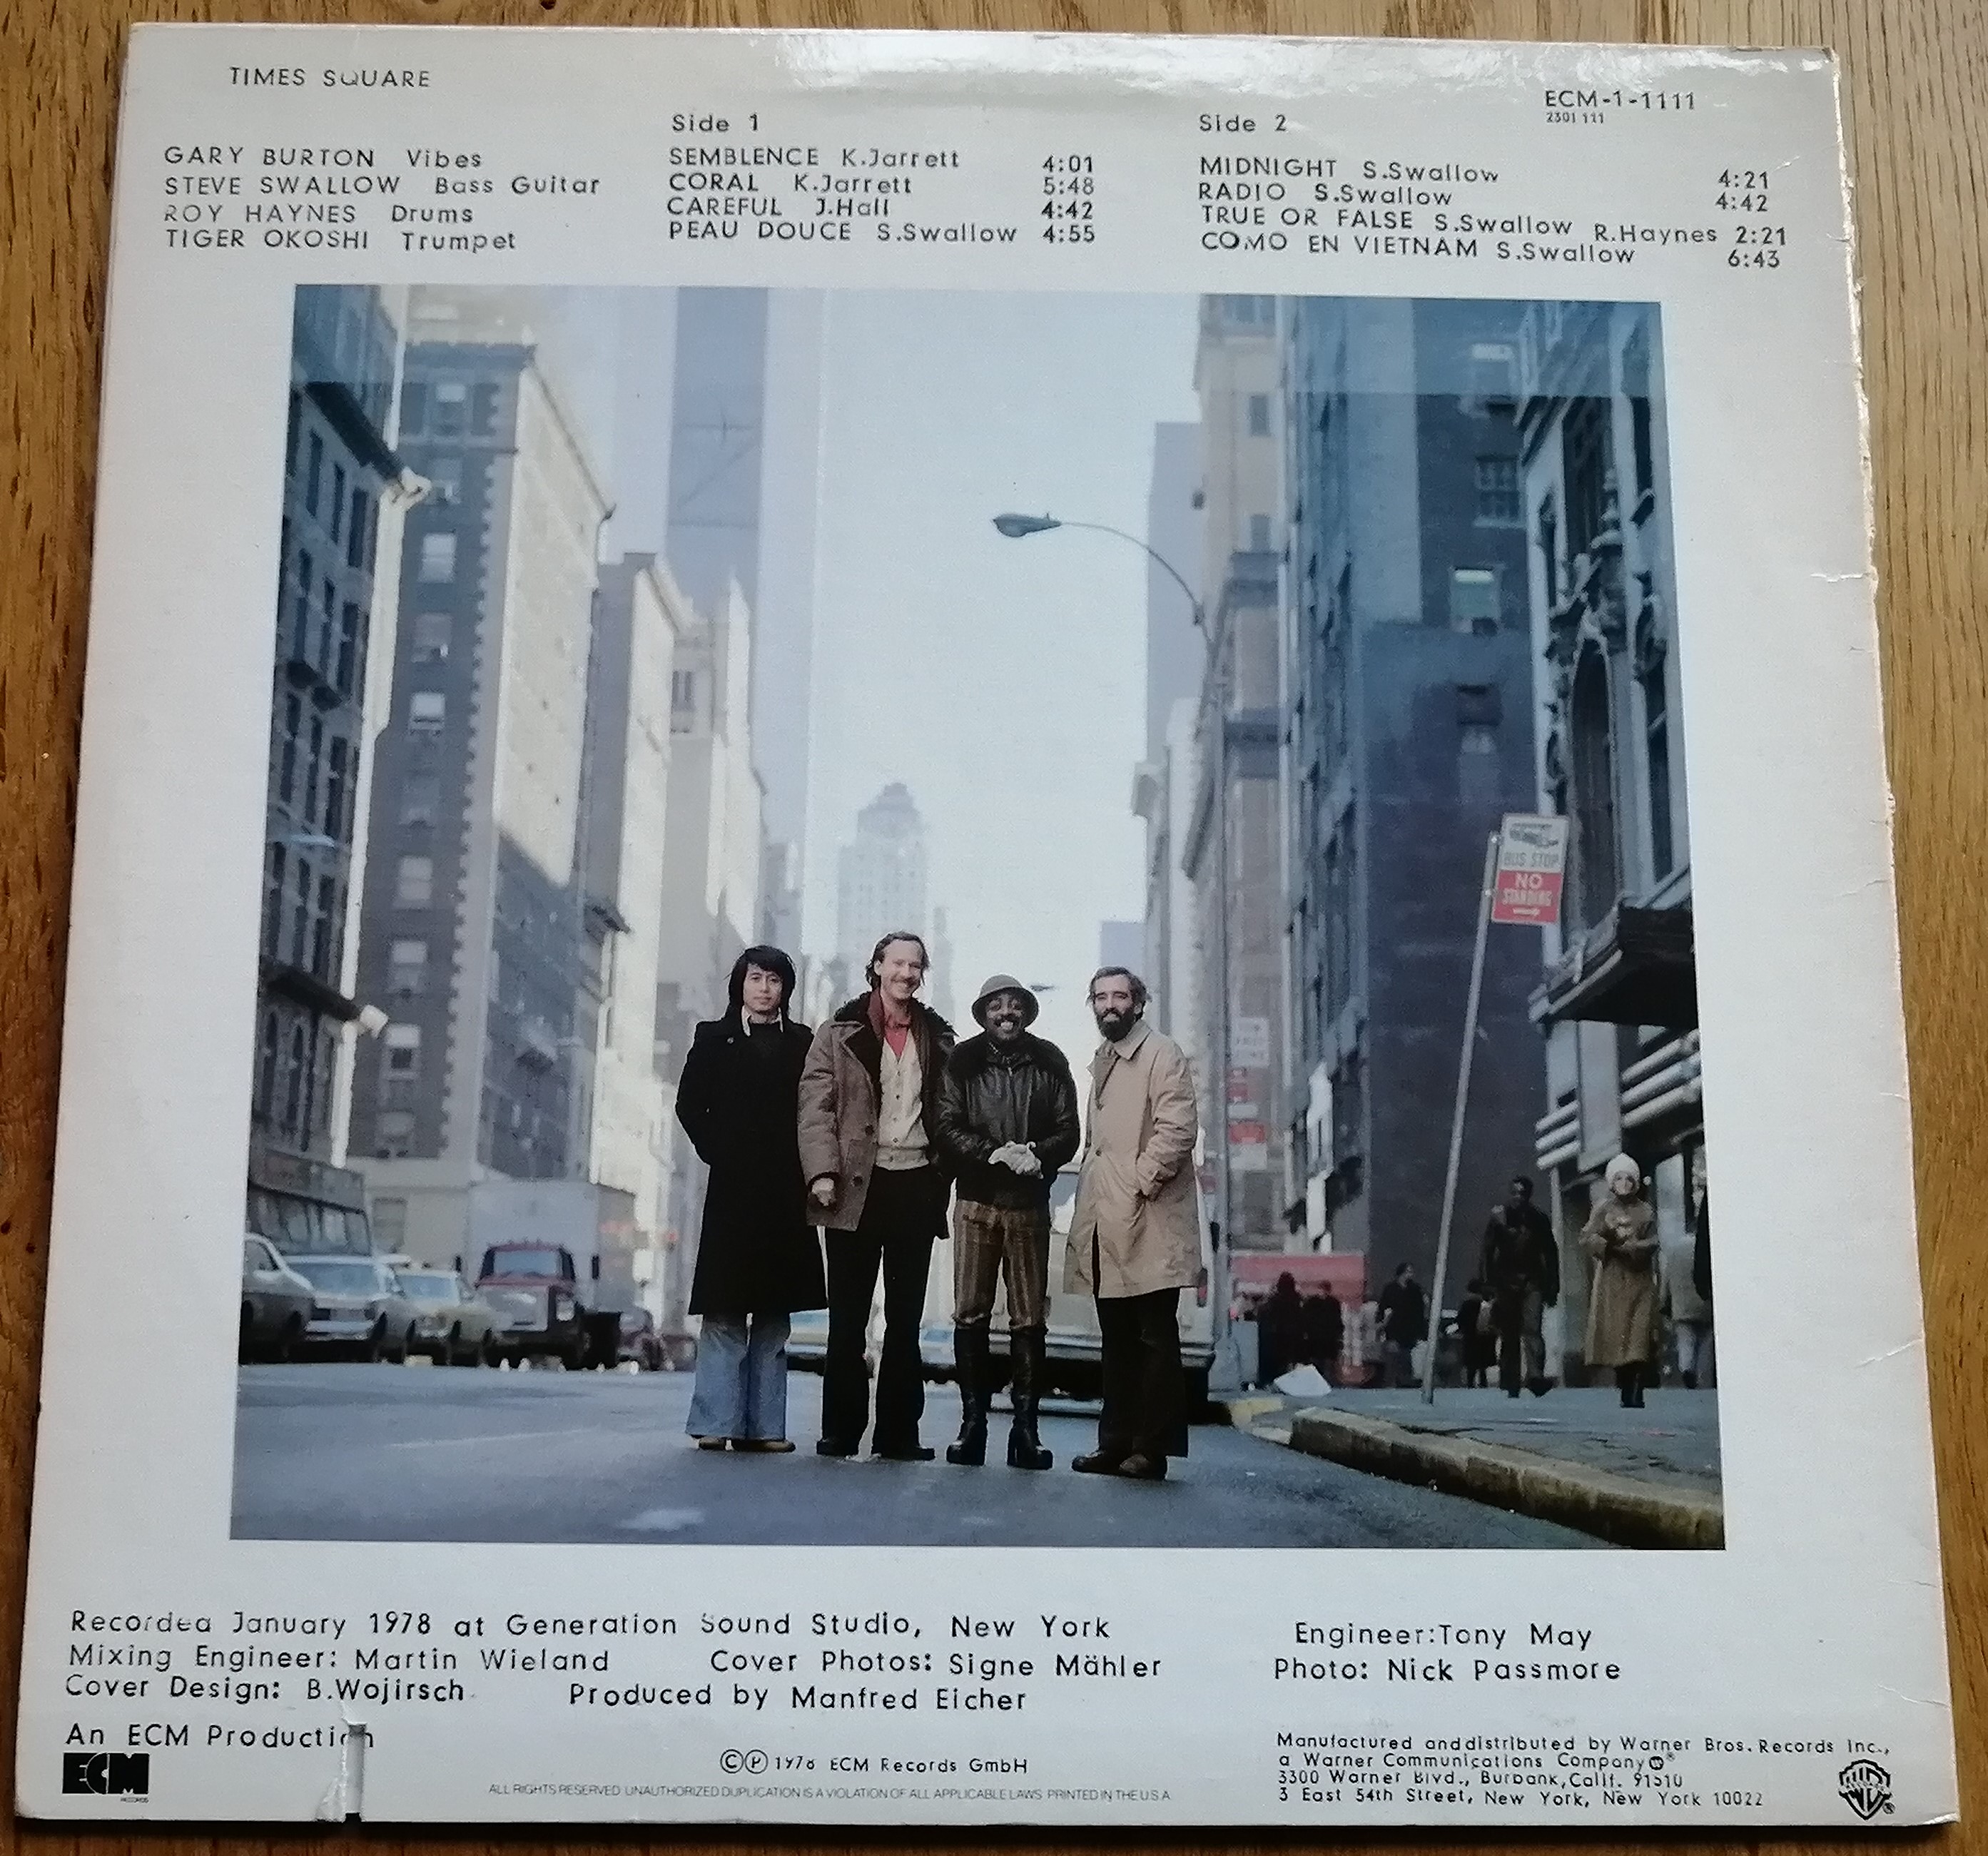 TIMES SQUARE
ECM-1-1111
2301 111
GARY BURTON Vibes
STEVE SWALLOW Bass Guitar
ROY HAYNES Drums
TIGER OKOSHI Trumpet
Side 1
SEMBLENCE K.Jarrett 4:01
CORAL K.Jarrett 5:48
CAREFUL J.Hall 4:42
PEAU DOUCE S.Swallow 4:55
Side 2
MIDNIGHT S.Swallow 4:21
RADIO S.Swallow 4:42
TRUE OR FALSE S.Swallow R.Haynes 2:21
COMO EN VIETNAM S.Swallow 6:43
BUS STOP
NO
STANDING
Recorded January 1978 at Generation Sound Studio, New York
Mixing Engineer: Martin Wieland Cover Photos: Signe Mähler
Cover Design: B.Wojirsch Produced by Manfred Eicher
Engineer:Tony May
Photo: Nick Passmore
An ECM Production
ECM
RECORDS
©℗ 1978 ECM Records GmbH
ALL RIGHTS RESERVED UNAUTHORIZED DUPLICATION IS A VIOLATION OF ALL APPLICABLE LAWS PRINTED IN THE U S A
Manufactured and distributed by Warner Bros. Records Inc.,
a Warner Communications Company
3300 Warner Blvd., Burbank, Calif. 91510
3 East 54th Street, New York, New York 10022